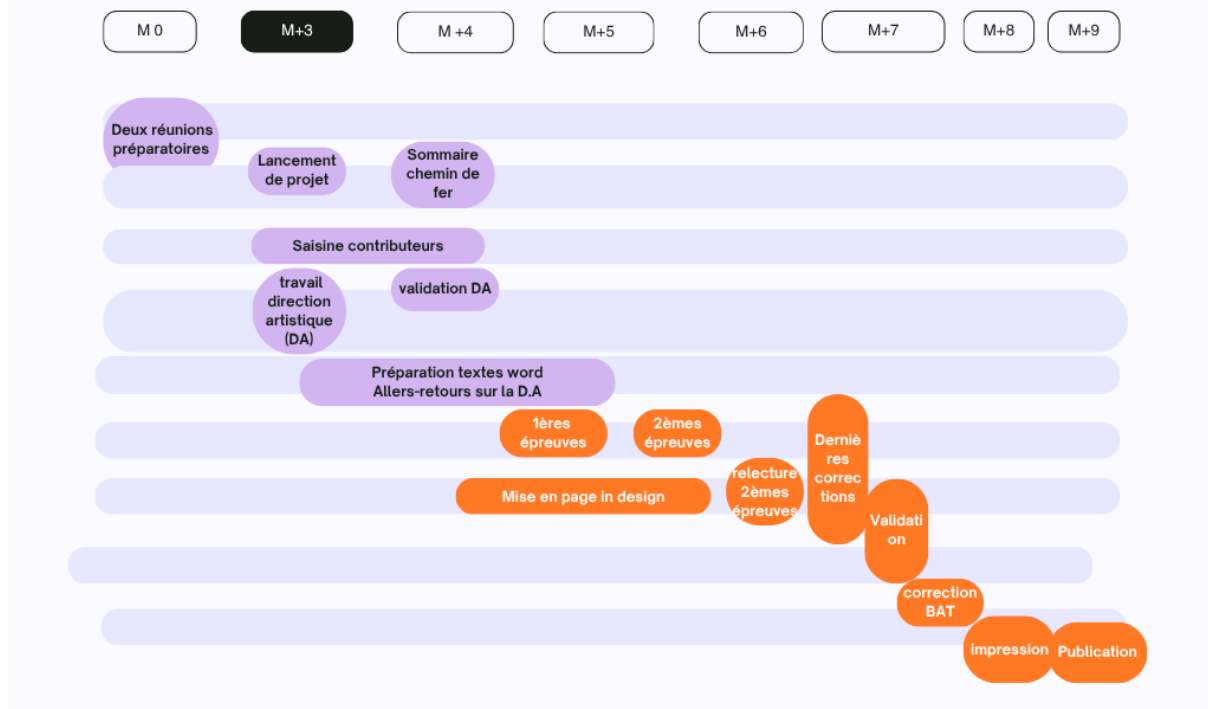 M 0
M+3
M +4
M+5
M+6
M+7
M+8
M+9
Deux réunions
préparatoires
Lancement
de projet
Sommaire
chemin de
fer
Saisine contributeurs
travail
direction
artistique
(DA)
validation DA
Préparation textes word
Allers-retours sur la D.A
1ères
épreuves
2èmes
épreuves
Derniè
res
correc
tions
relecture
2èmes
épreuves
Mise en page in design
Validati
on
correction
BAT
impression
Publication